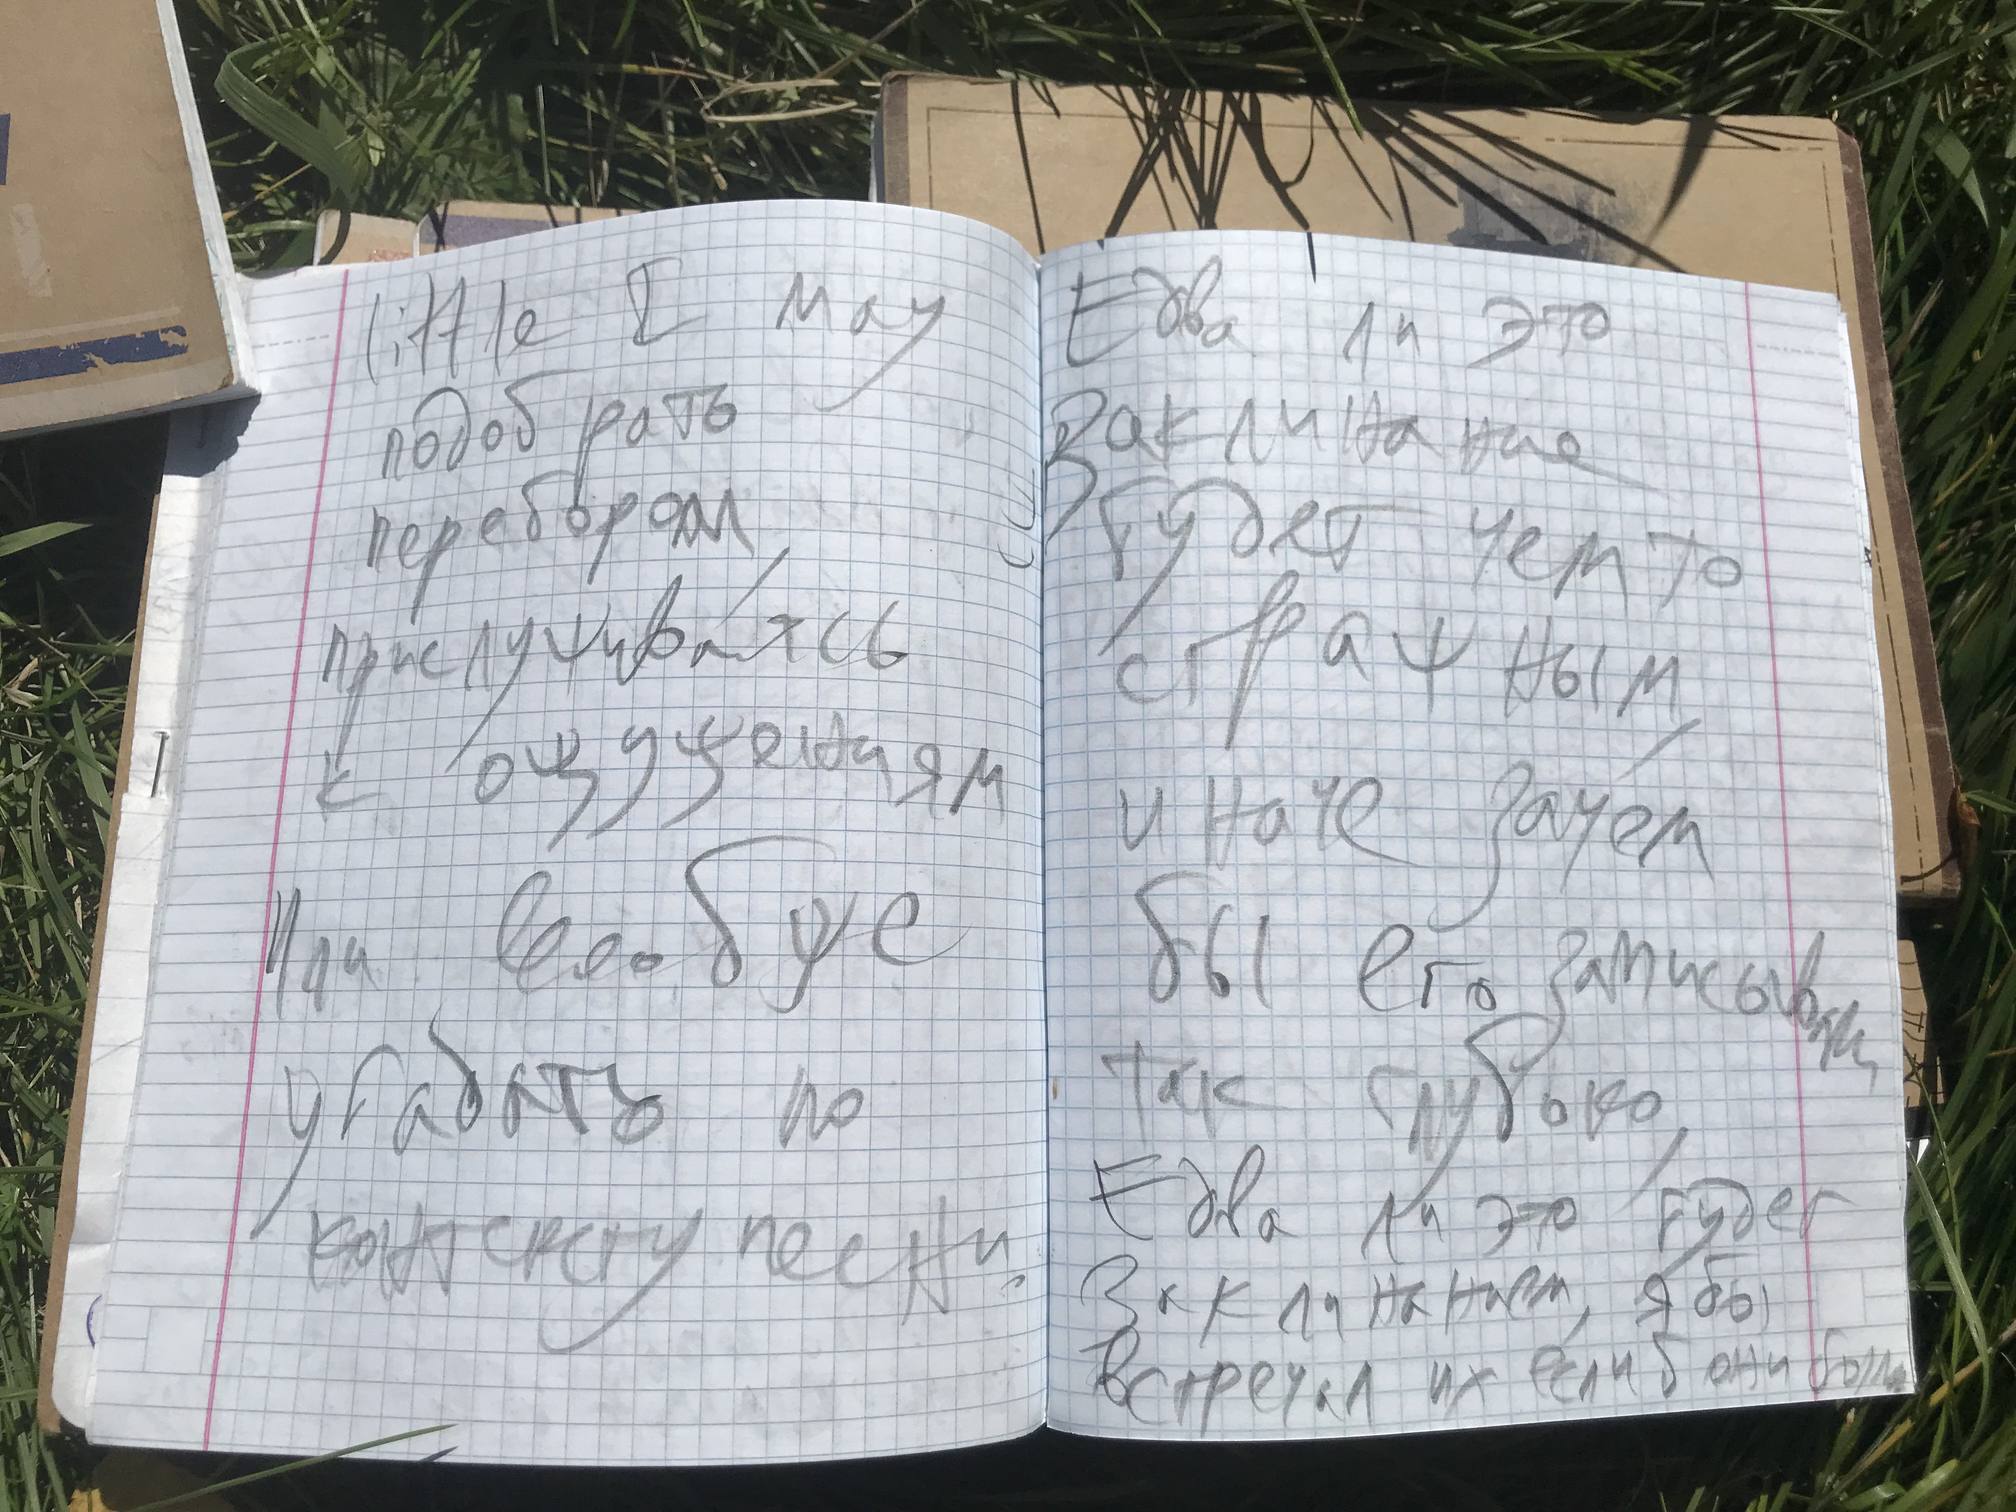 little I may
подобрать
перебором,
прислушиваясь
к ощущениям
или вообще
угадать по
контексту песни.
Едва ли это
Заклинание
будет чем то
страшным,
иначе зачем
бы его записывали
так глубоко,
Едва ли это будет
Заклинанием, я бы
встречал их если б они были